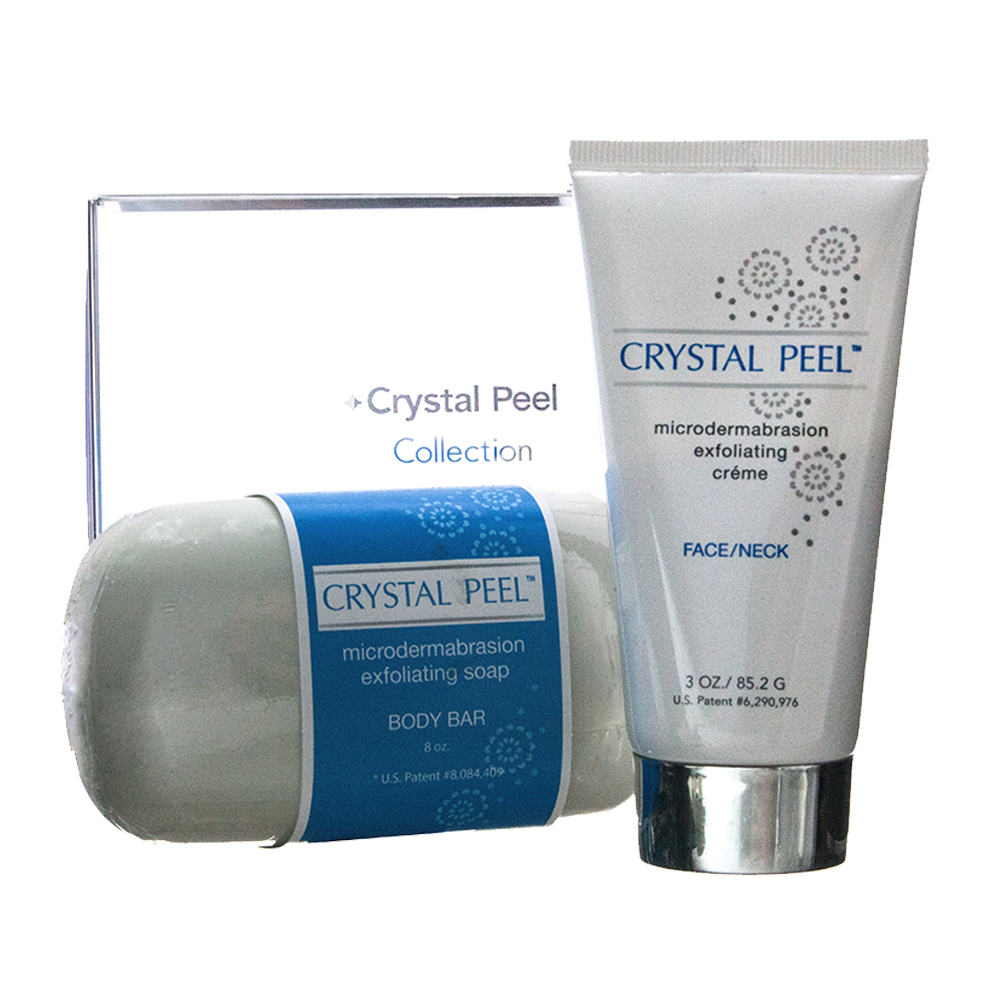 Crystal Peel
Collection
CRYSTAL PEEL™
microdermabrasion
exfoliating soap
BODY BAR
8 oz.
U.S. Patent #8,084,409
CRYSTAL PEEL™
microdermabrasion
exfoliating
créme
FACE/NECK
3 OZ./ 85.2 G
U.S. Patent #6,290,976